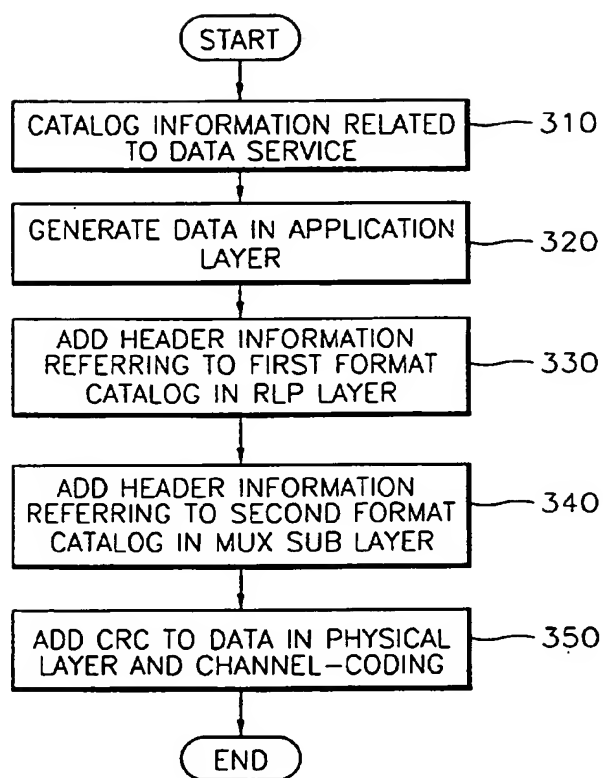 START
CATALOG INFORMATION RELATED
TO DATA SERVICE
310
GENERATE DATA IN APPLICATION
LAYER
320
ADD HEADER INFORMATION
REFERRING TO FIRST FORMAT
CATALOG IN RLP LAYER
330
ADD HEADER INFORMATION
REFERRING TO SECOND FORMAT
CATALOG IN MUX SUB LAYER
340
ADD CRC TO DATA IN PHYSICAL
LAYER AND CHANNEL-CODING
350
END